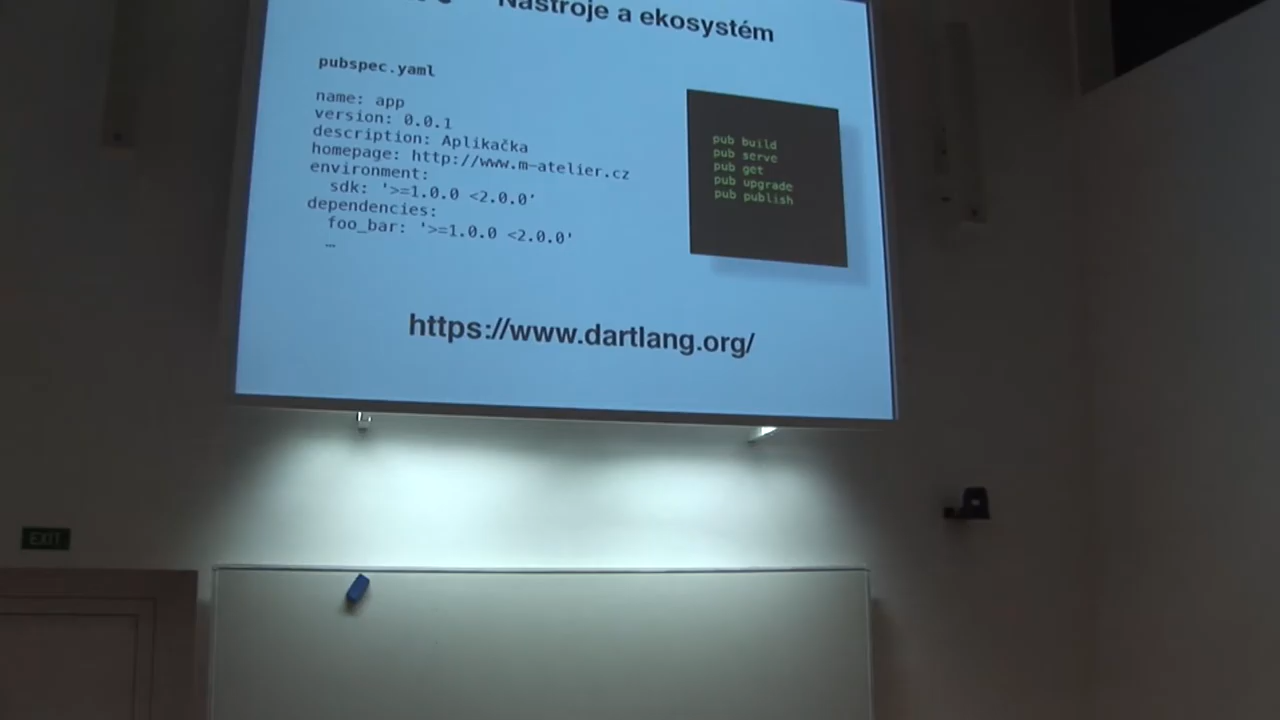 Nástroje a ekosystém
pubspec.yaml
name: app
version: 0.0.1
description: Aplikačka
homepage: http://www.m-atelier.cz
environment:
sdk: '>=1.0.0 <2.0.0'
dependencies:
foo_bar: '>=1.0.0 <2.0.0'
…
pub build
pub serve
pub get
pub upgrade
pub publish
https://www.dartlang.org/
EXIT